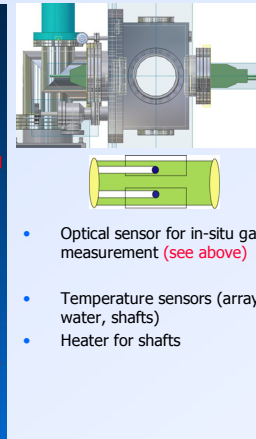 • Optical sensor for in-situ ga
measurement (see above)
• Temperature sensors (array
water, shafts)
• Heater for shafts